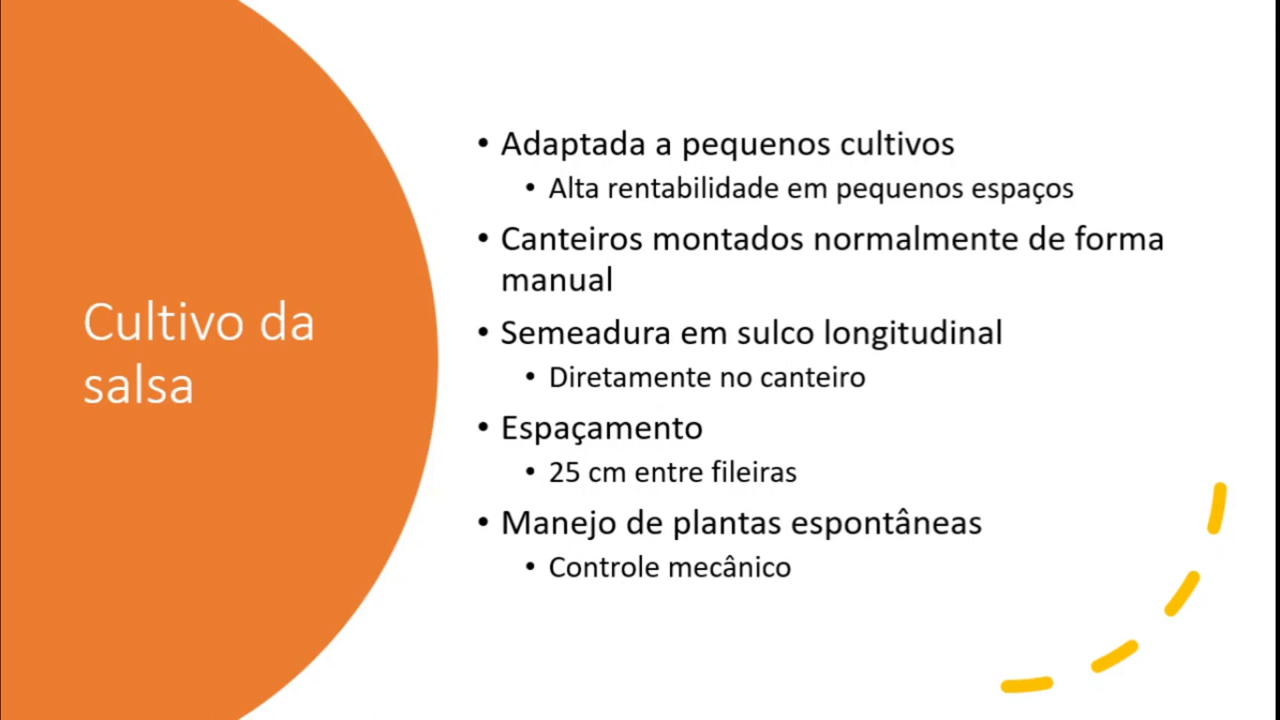 Cultivo da
salsa
• Adaptada a pequenos cultivos
• Alta rentabilidade em pequenos espaços
• Canteiros montados normalmente de forma
manual
• Semeadura em sulco longitudinal
• Diretamente no canteiro
• Espaçamento
• 25 cm entre fileiras
• Manejo de plantas espontâneas
• Controle mecânico